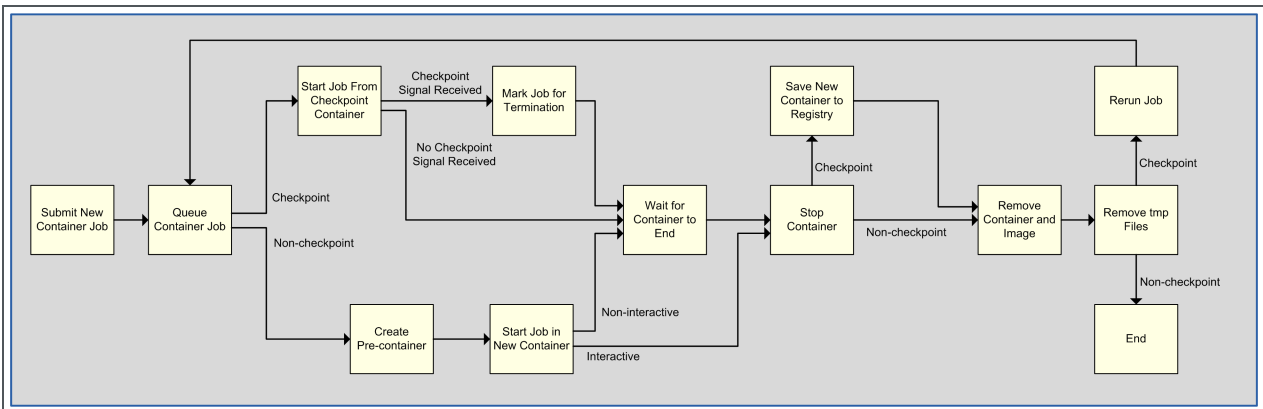 Submit New
Container Job
Queue
Container Job
Checkpoint
Non-checkpoint
Start Job From
Checkpoint
Container
Checkpoint
Signal Received
No Checkpoint
Signal Received
Mark Job for
Termination
Create
Pre-container
Start Job in
New Container
Non-interactive
Interactive
Wait for
Container to
End
Stop
Container
Checkpoint
Non-checkpoint
Save New
Container to
Registry
Remove
Container and
Image
Remove tmp
Files
Checkpoint
Rerun Job
Non-checkpoint
End